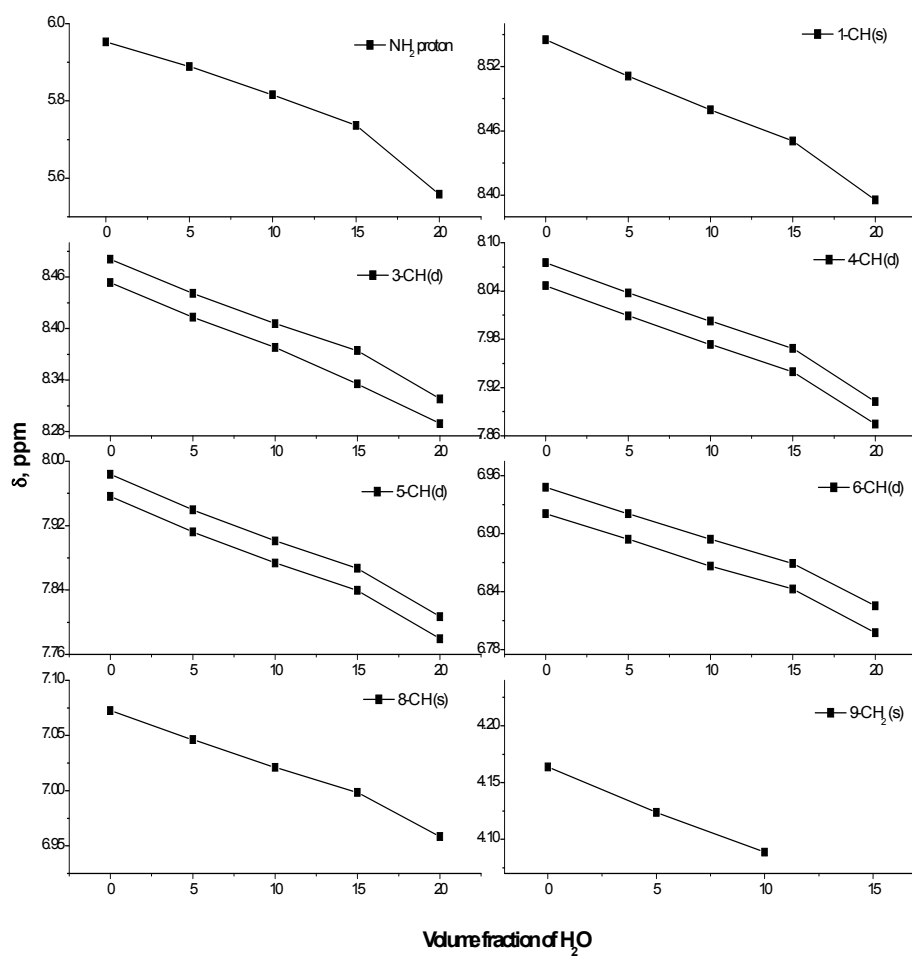 6.0
5.8
5.6
0 5 10 15 20
NH2 proton
8.52
8.46
8.40
0 5 10 15 20
1-CH(s)
8.46
8.40
8.34
8.28
0 5 10 15 20
3-CH(d)
8.10
8.04
7.98
7.92
7.86
0 5 10 15 20
4-CH(d)
8.00
7.92
7.84
7.76
0 5 10 15 20
5-CH(d)
6.96
6.90
6.84
6.78
0 5 10 15 20
6-CH(d)
7.10
7.05
7.00
6.95
0 5 10 15 20
8-CH(s)
4.20
4.15
4.10
0 5 10 15
9-CH2(s)
δ, ppm
Volume fraction of H2O